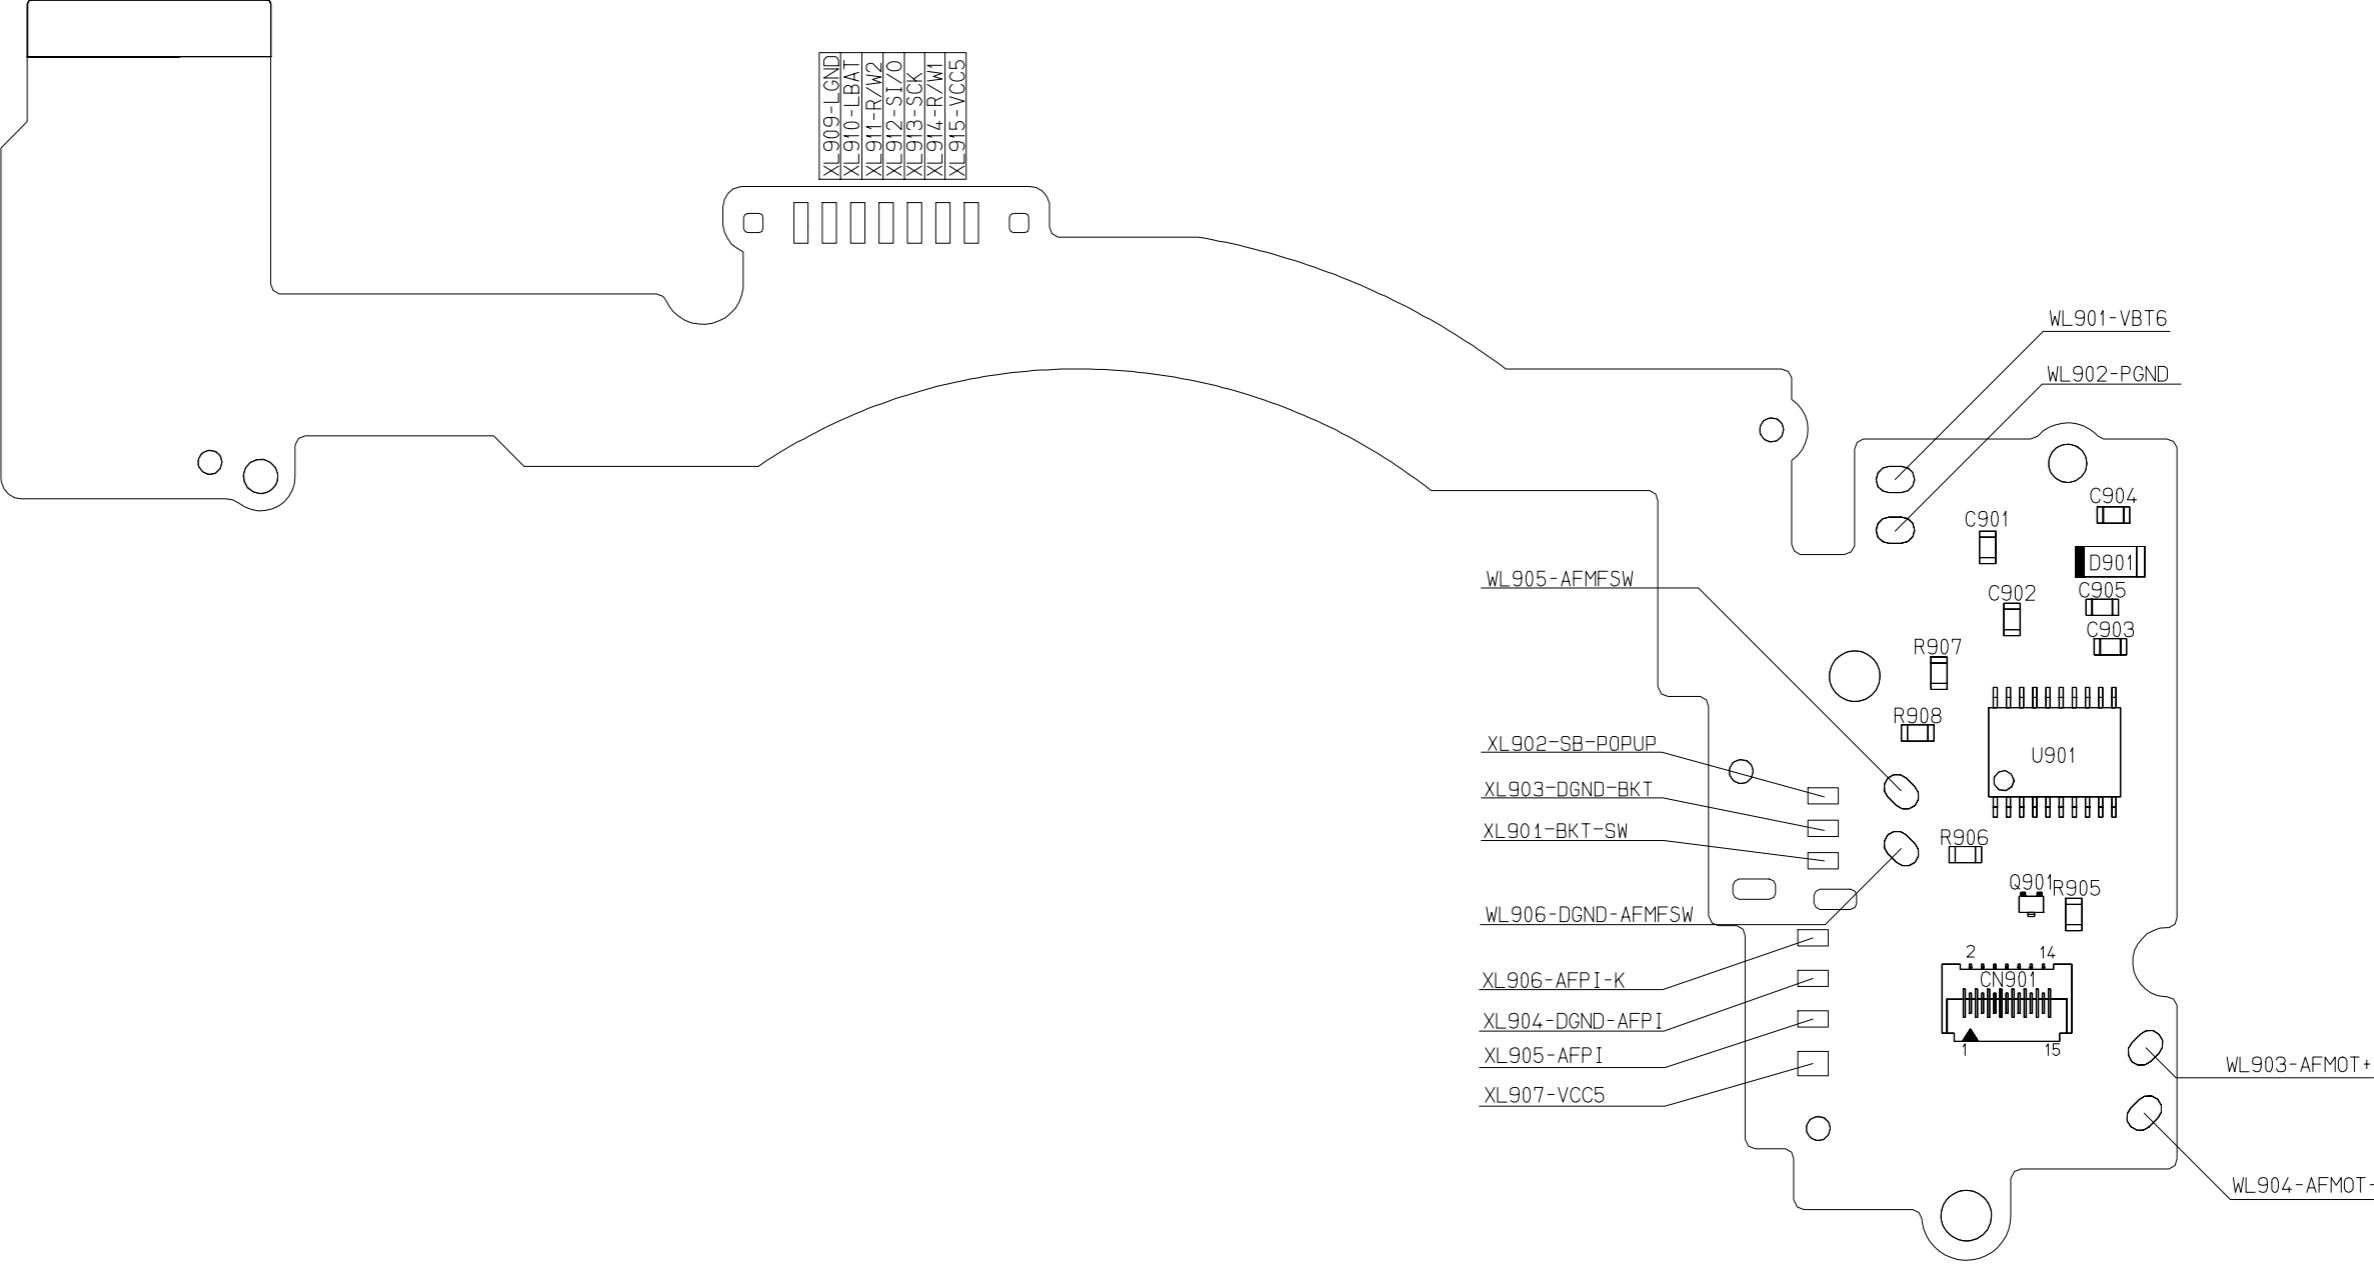 XL909-LGND
XL910-LBAT
XL911-R/W2
XL912-SI/O
XL913-SCK
XL914-R/W1
XL915-VCC5
WL901-VBT6
WL902-PGND
C904
C901
D901
WL905-AFMFSW
C905
C902
C903
R907
R908
XL902-SB-POPUP
U901
XL903-DGND-BKT
XL901-BKT-SW
R906
Q901
R905
WL906-DGND-AFMFSW
2
14
XL906-AFPI-K
CN901
XL904-DGND-AFPI
1
15
XL905-AFPI
WL903-AFMOT+
XL907-VCC5
WL904-AFMOT-